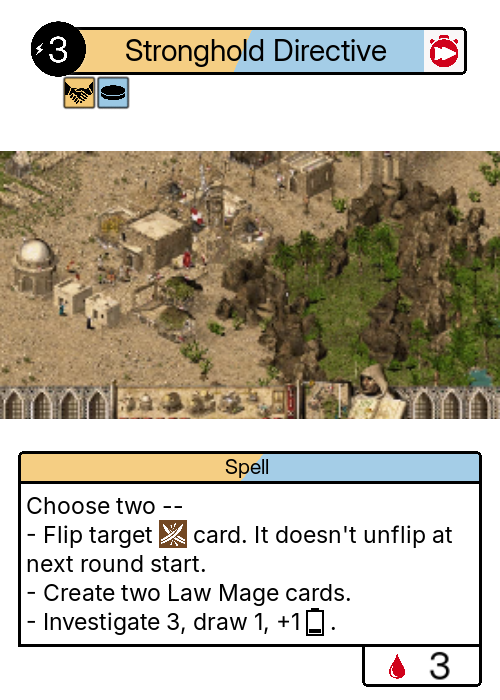 3
Stronghold Directive
Spell
Choose two --
- Flip target card. It doesn't unflip at
next round start.
- Create two Law Mage cards.
- Investigate 3, draw 1, +1 .
3